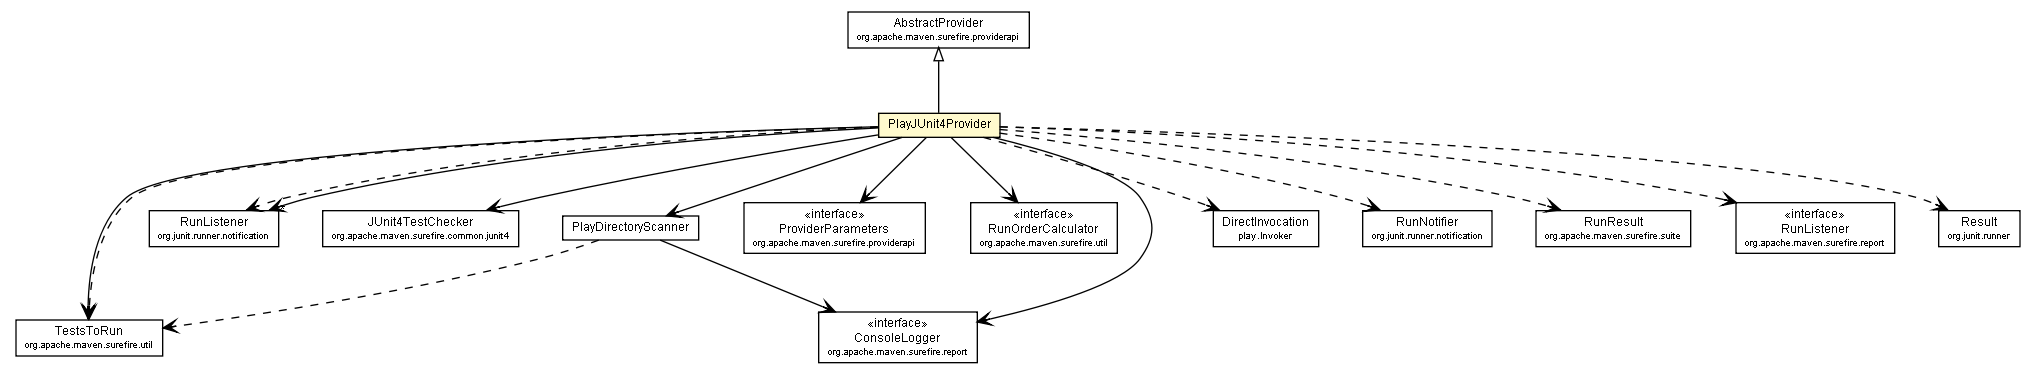 AbstractProvider
org.apache.maven.surefire.providerapi
PlayJUnit4Provider
RunListener
org.junit.runner.notification
JUnit4TestChecker
org.apache.maven.surefire.common.junit4
PlayDirectoryScanner
«interface»
ProviderParameters
org.apache.maven.surefire.providerapi
«interface»
RunOrderCalculator
org.apache.maven.surefire.util
DirectInvocation
play.Invoker
RunNotifier
org.junit.runner.notification
RunResult
org.apache.maven.surefire.suite
«interface»
RunListener
org.apache.maven.surefire.report
Result
org.junit.runner
TestsToRun
org.apache.maven.surefire.util
«interface»
ConsoleLogger
org.apache.maven.surefire.report